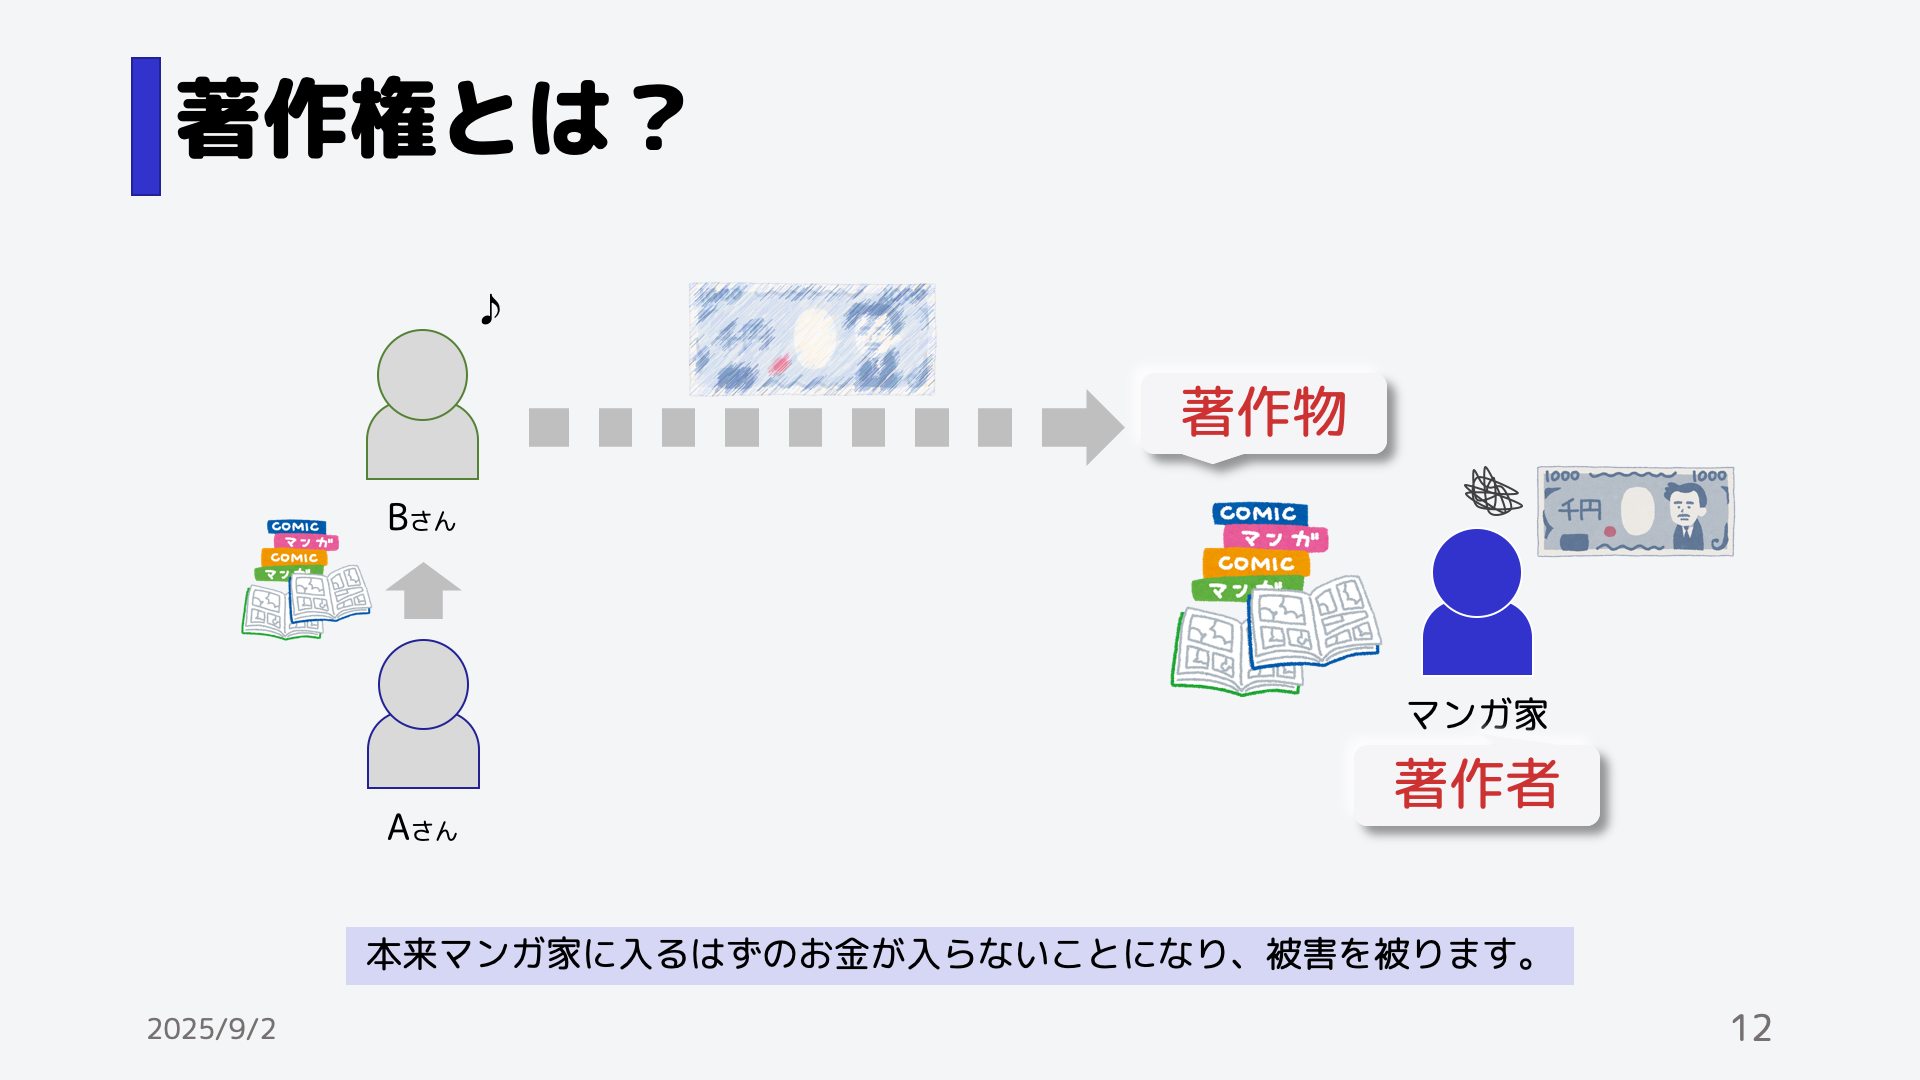 著作権とは？
♪
Bさん
COMIC
マンガ
COMIC
マンガ
Aさん
著作物
COMIC
マンガ
COMIC
マンガ
1000 1000
千円
マンガ家
著作者
本来マンガ家に入るはずのお金が入らないことになり、被害を被ります。
2025/9/2
12